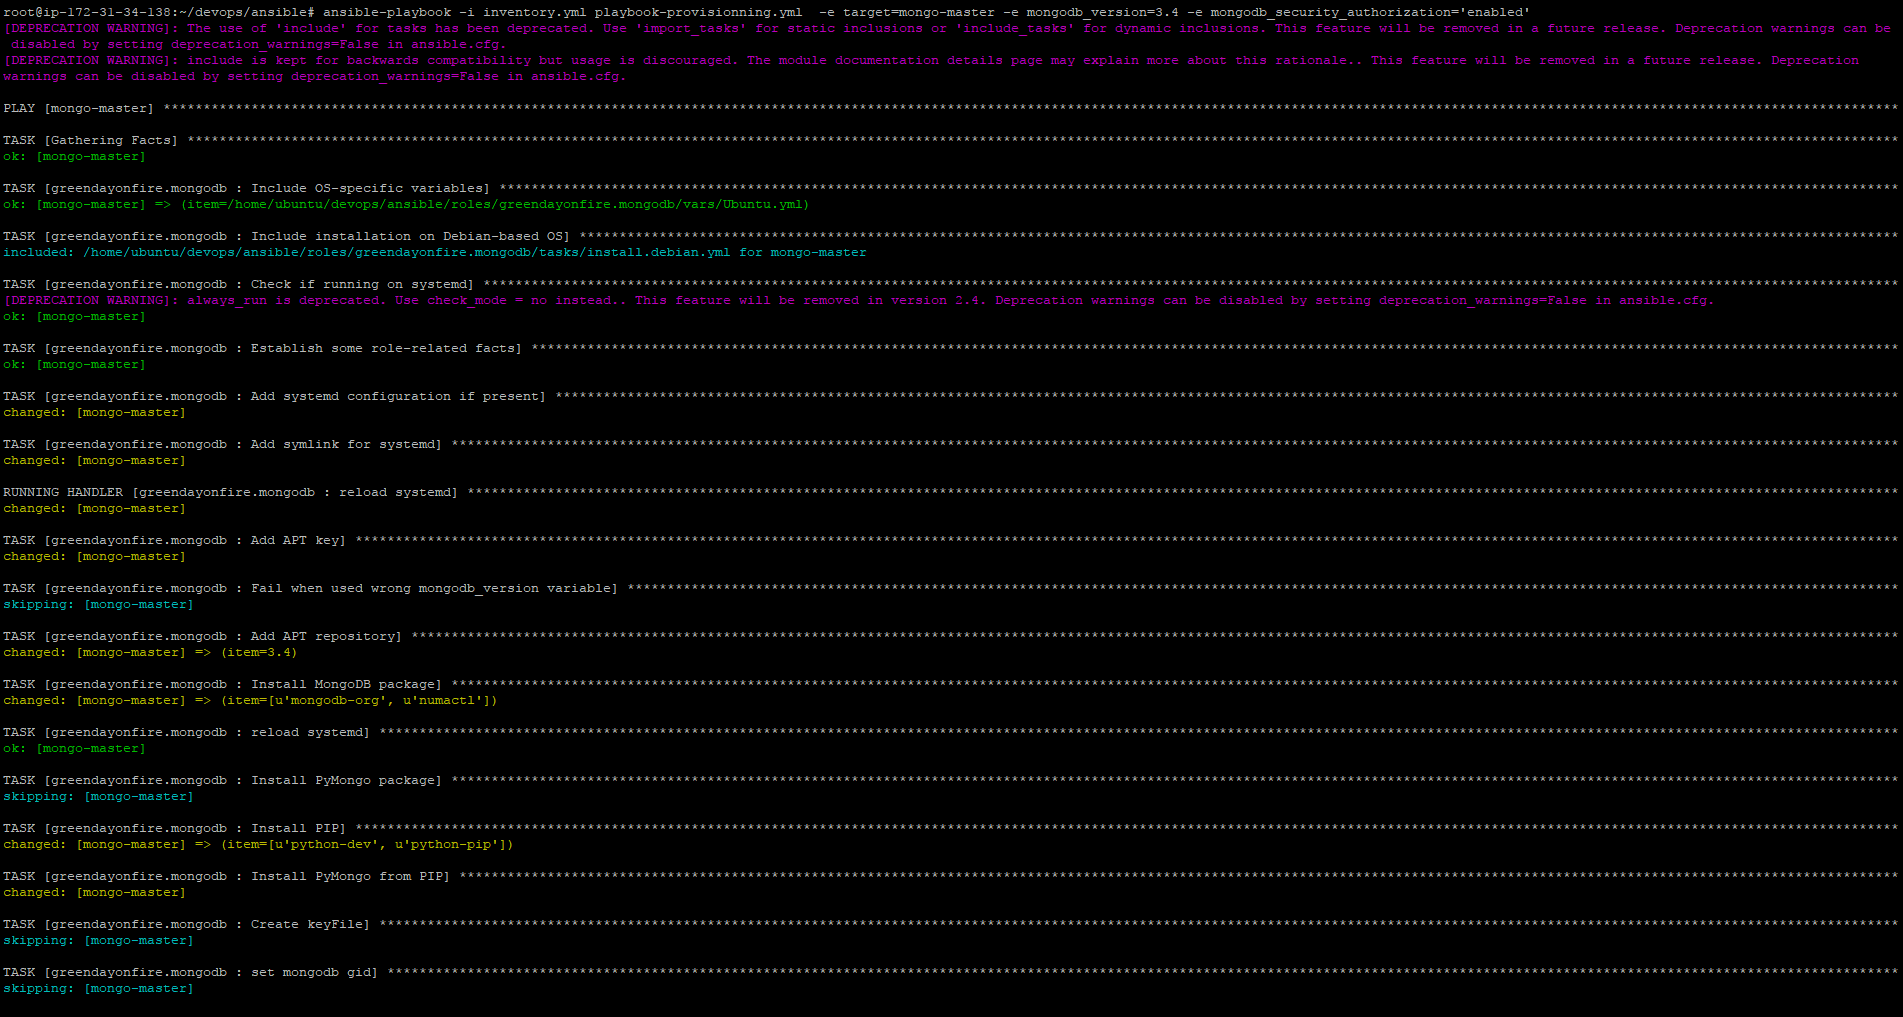 root@ip-172-31-34-138:~/devops/ansible# ansible-playbook -i inventory.yml playbook-provisionning.yml  -e target=mongo-master -e mongodb_version=3.4 -e mongodb_security_authorization='enabled'
[DEPRECATION WARNING]: The use of 'include' for tasks has been deprecated. Use 'import_tasks' for static inclusions or 'include_tasks' for dynamic inclusions. This feature will be removed in a future release. Deprecation warnings can be
 disabled by setting deprecation_warnings=False in ansible.cfg.
[DEPRECATION WARNING]: include is kept for backwards compatibility but usage is discouraged. The module documentation details page may explain more about this rationale.. This feature will be removed in a future release. Deprecation
warnings can be disabled by setting deprecation_warnings=False in ansible.cfg.
PLAY [mongo-master] ****
TASK [Gathering Facts] ****
ok: [mongo-master]
TASK [greendayonfire.mongodb : Include OS-specific variables] ****
ok: [mongo-master] => (item=/home/ubuntu/devops/ansible/roles/greendayonfire.mongodb/vars/Ubuntu.yml)
TASK [greendayonfire.mongodb : Include installation on Debian-based OS] ****
included: /home/ubuntu/devops/ansible/roles/greendayonfire.mongodb/tasks/install.debian.yml for mongo-master
TASK [greendayonfire.mongodb : Check if running on systemd] ****
[DEPRECATION WARNING]: always_run is deprecated. Use check_mode = no instead.. This feature will be removed in version 2.4. Deprecation warnings can be disabled by setting deprecation_warnings=False in ansible.cfg.
ok: [mongo-master]
TASK [greendayonfire.mongodb : Establish some role-related facts] ****
ok: [mongo-master]
TASK [greendayonfire.mongodb : Add systemd configuration if present] ****
changed: [mongo-master]
TASK [greendayonfire.mongodb : Add symlink for systemd] ****
changed: [mongo-master]
RUNNING HANDLER [greendayonfire.mongodb : reload systemd] ****
changed: [mongo-master]
TASK [greendayonfire.mongodb : Add APT key] ****
changed: [mongo-master]
TASK [greendayonfire.mongodb : Fail when used wrong mongodb_version variable] ****
skipping: [mongo-master]
TASK [greendayonfire.mongodb : Add APT repository] ****
changed: [mongo-master] => (item=3.4)
TASK [greendayonfire.mongodb : Install MongoDB package] ****
changed: [mongo-master] => (item=[u'mongodb-org', u'numactl'])
TASK [greendayonfire.mongodb : reload systemd] ****
ok: [mongo-master]
TASK [greendayonfire.mongodb : Install PyMongo package] ****
skipping: [mongo-master]
TASK [greendayonfire.mongodb : Install PIP] ****
changed: [mongo-master] => (item=[u'python-dev', u'python-pip'])
TASK [greendayonfire.mongodb : Install PyMongo from PIP] ****
changed: [mongo-master]
TASK [greendayonfire.mongodb : Create keyFile] ****
skipping: [mongo-master]
TASK [greendayonfire.mongodb : set mongodb gid] ****
skipping: [mongo-master]